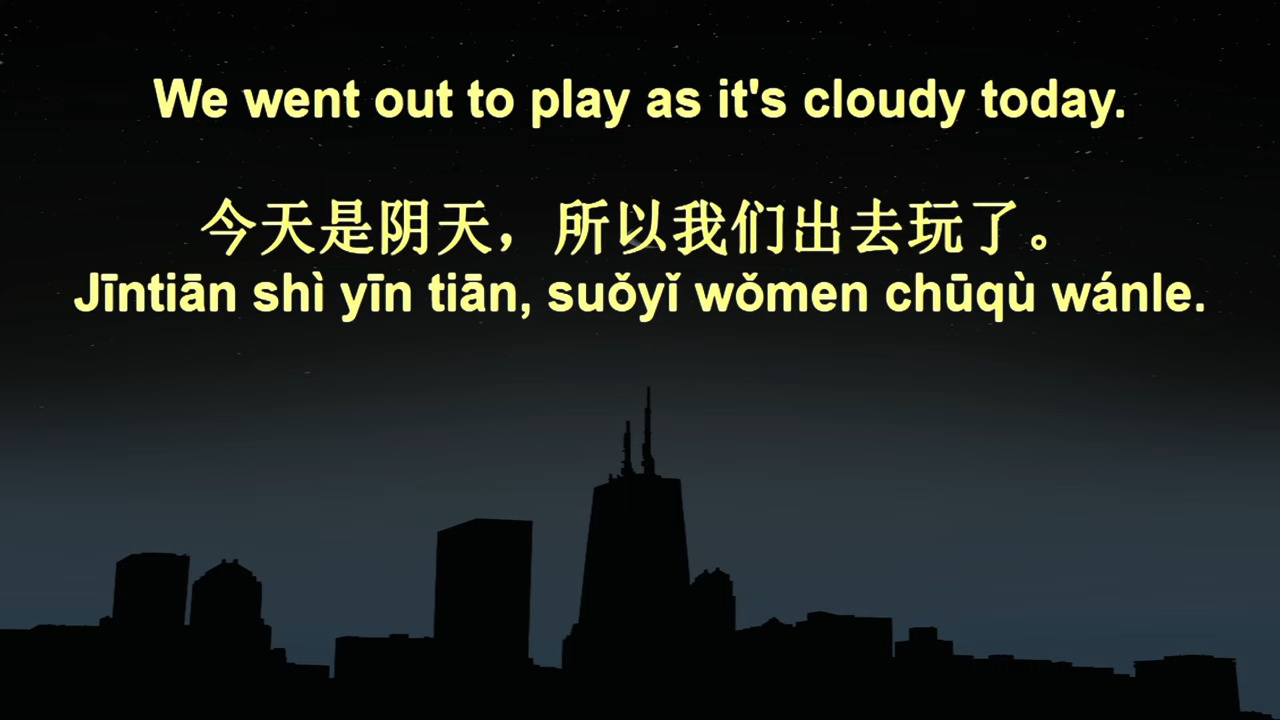 We went out to play as it's cloudy today.
今天是阴天，所以我们出去玩了。
Jīntiān shì yīn tiān, suǒyǐ wǒmen chūqù wánle.